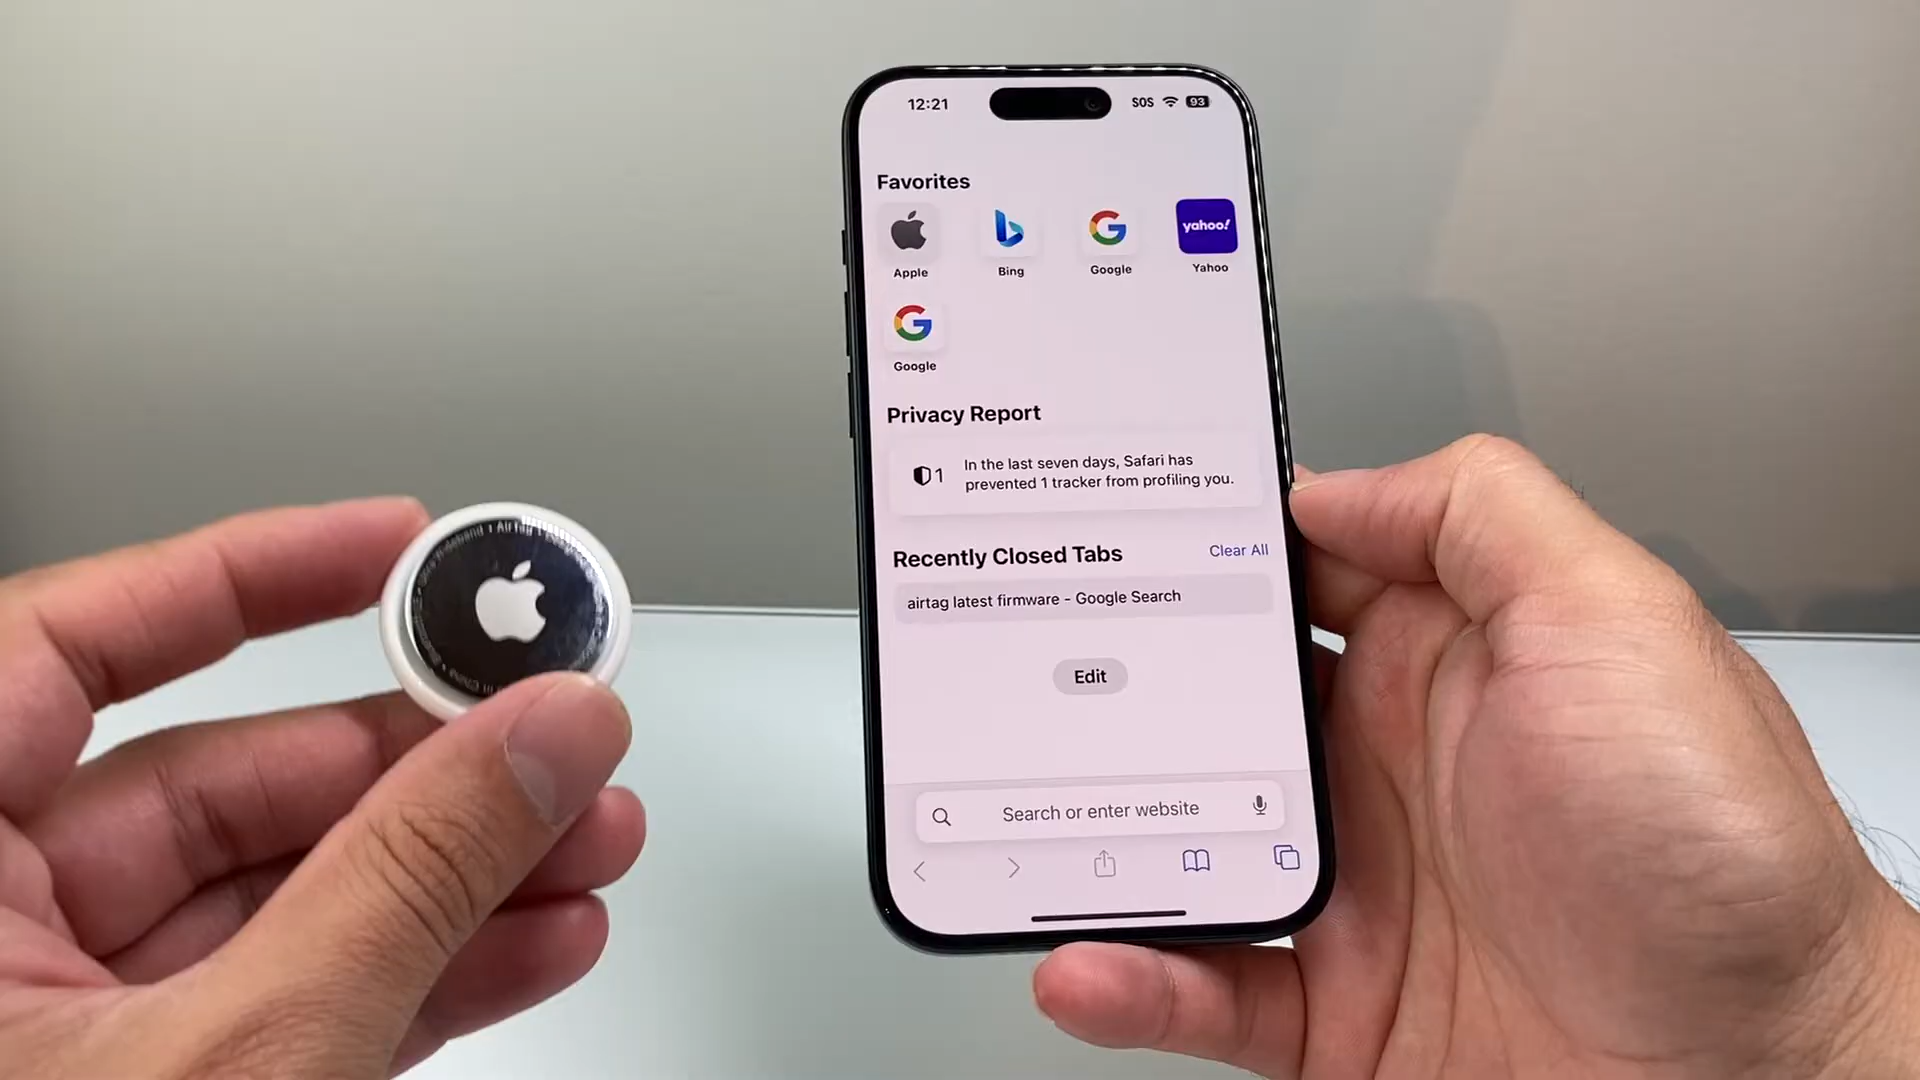 12:21
SOS
93
Favorites
yahoo!
Apple
Bing
Google
Yahoo
Google
Privacy Report
1
In the last seven days, Safari has
prevented 1 tracker from profiling you.
Recently Closed Tabs
Clear All
airtag latest firmware - Google Search
Edit
Search or enter website
AirTag